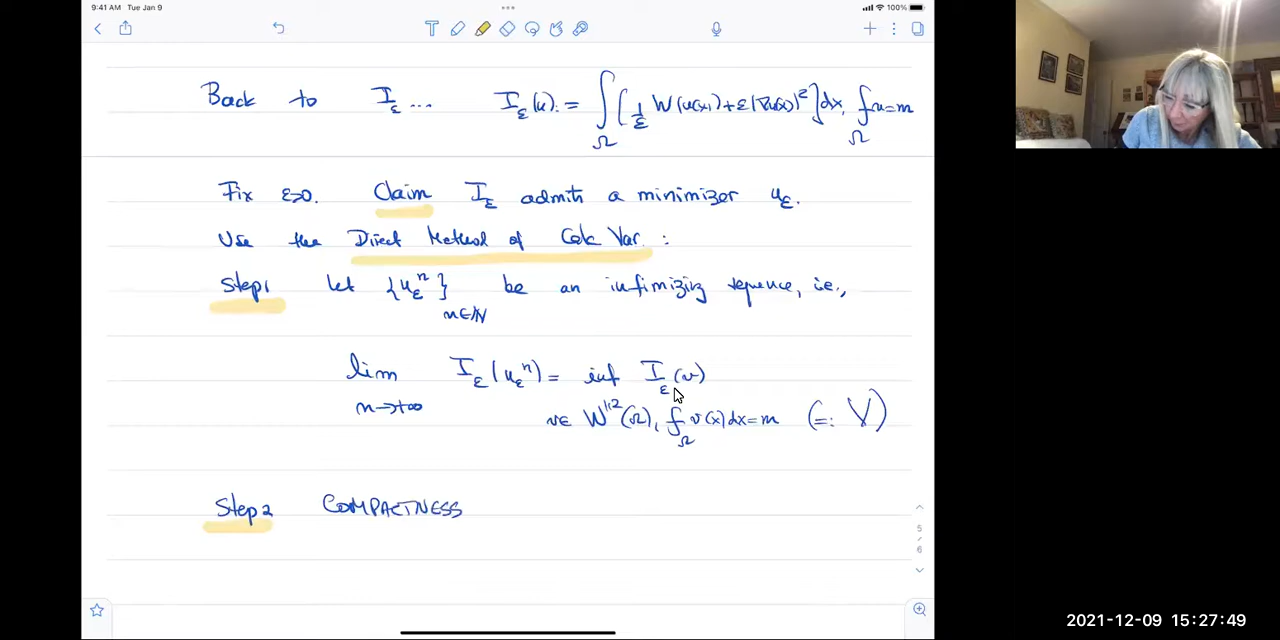 9:41 AM Tue Jan 9
100%
Back to I_ε ... I_ε(u) := ∫_Ω [1/ε W(u(x)) + ε|∇u(x)|²] dx, ⨍_Ω u = m
Fix ε>0. Claim I_ε admits a minimizer u_ε.
Use the Direct Method of Calc Var. :
Step 1 Let {u_ε^n}_{n∈ℕ} be an infimizing sequence, i.e.,
lim_{n→+∞} I_ε(u_ε^n) = inf I_ε(v)
v∈ W^{1,2}(Ω), ⨍_Ω v(x)dx=m (=: V)
Step 2 COMPACTNESS
5
/
6
2021-12-09 15:27:49